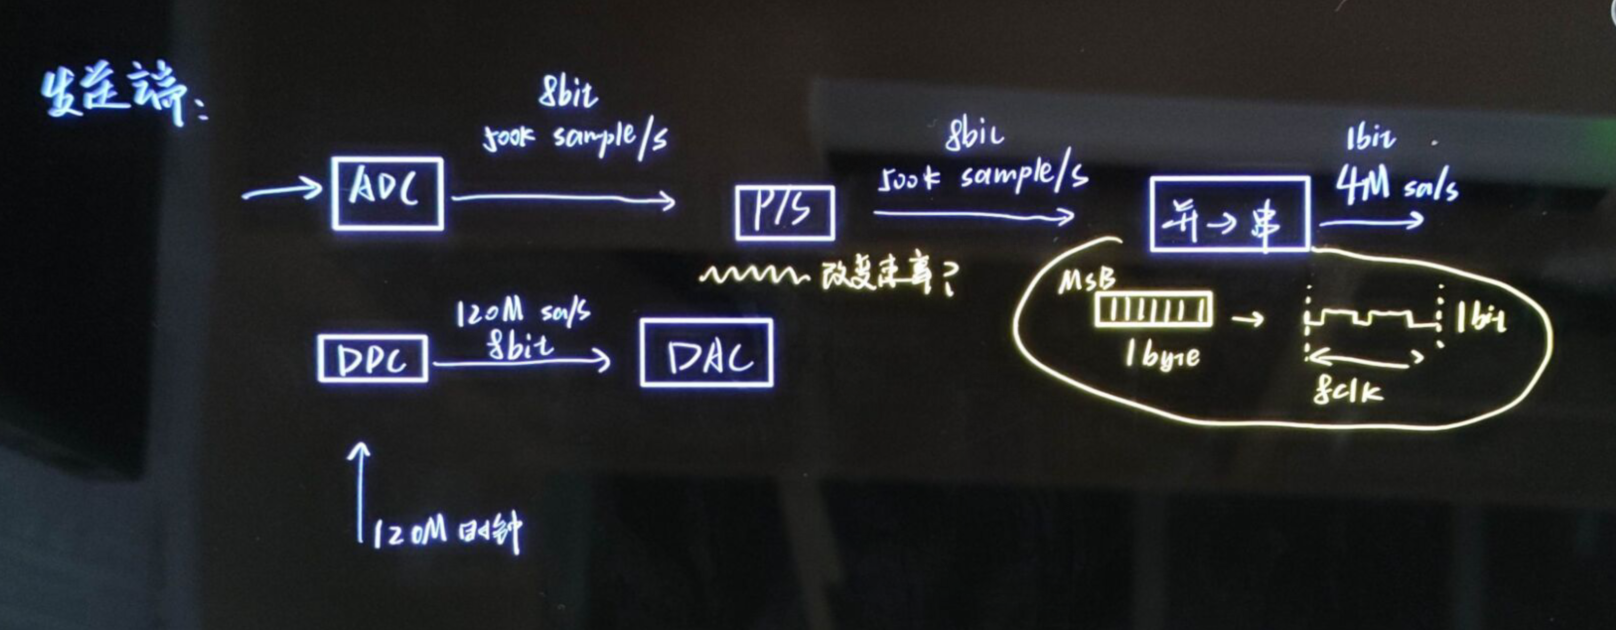 发送端:
8bit
500k sample/s
ADC
8bit
500k sample/s
P/S
改变速率?
1bit
4M sa/s
并→串
MSB
1byte
1bit
8clk
120M sa/s
8bit
DPC
DAC
120M 时钟